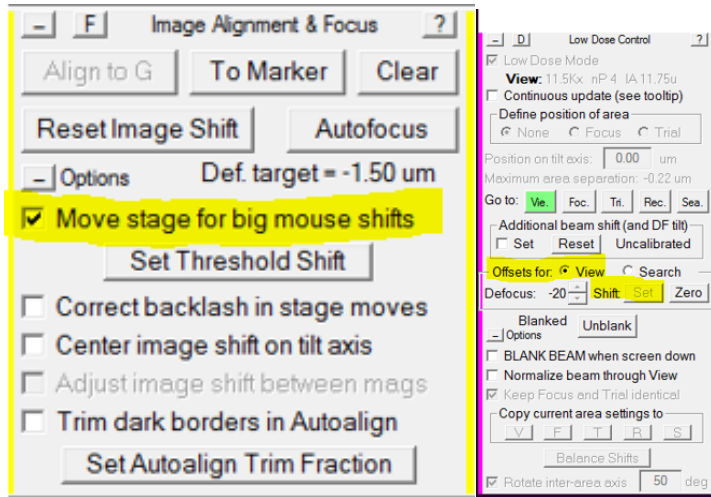 – F Image Alignment & Focus ?
Align to G To Marker Clear
Reset Image Shift Autofocus
– Options Def. target = -1.50 um
Move stage for big mouse shifts
Set Threshold Shift
Correct backlash in stage moves
Center image shift on tilt axis
Adjust image shift between mags
Trim dark borders in Autoalign
Set Autoalign Trim Fraction
– D Low Dose Control ?
Low Dose Mode
View: 11.5Kx nP 4 IA 11.75u
Continuous update (see tooltip)
Define position of area
None Focus Trial
Position on tilt axis: 0.00 um
Maximum area separation: -0.22 um
Go to: Vie. Foc. Tri. Rec. Sea.
Additional beam shift (and DF tilt)
Set Reset Uncalibrated
Offsets for: View Search
Defocus: -20 Shift: Set Zero
Blanked Unblank
– Options
BLANK BEAM when screen down
Normalize beam through View
Keep Focus and Trial identical
Copy current area settings to
V F T R S
Balance Shifts
Rotate inter-area axis 50 deg